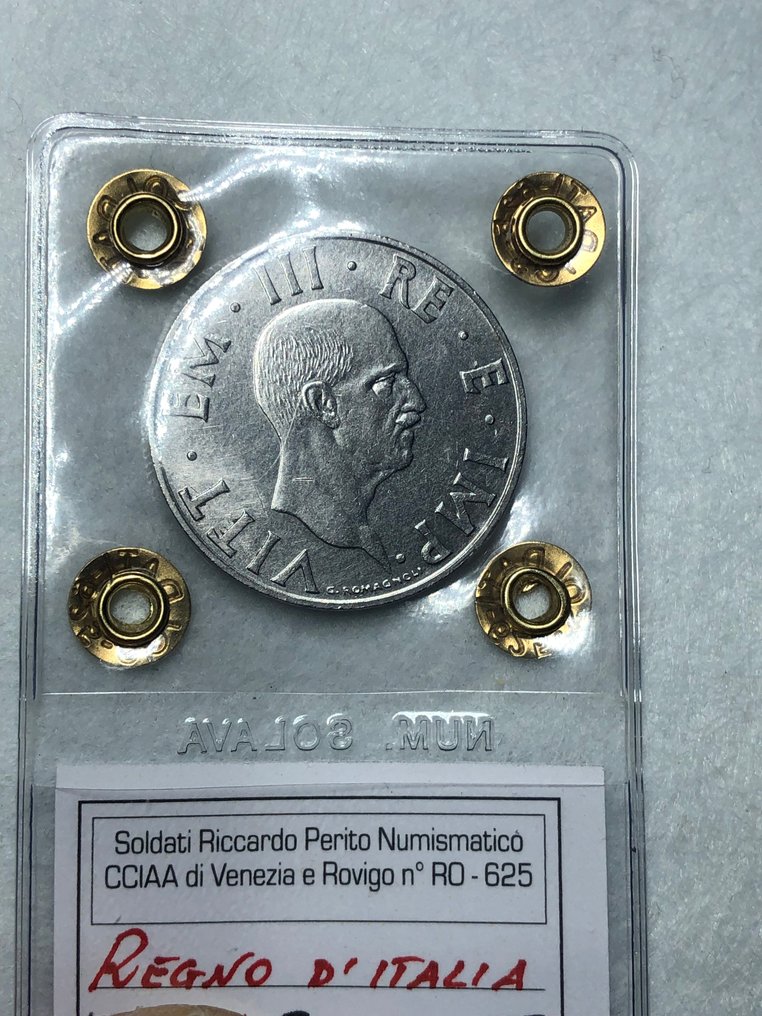 VITT · EM · III · RE · E · IMP ·
G. ROMAGNOLI
NUM. SOLAVA
Soldati Riccardo Perito Numismatico
CCIAA di Venezia e Rovigo n° RO - 625
REGNO D'ITALIA